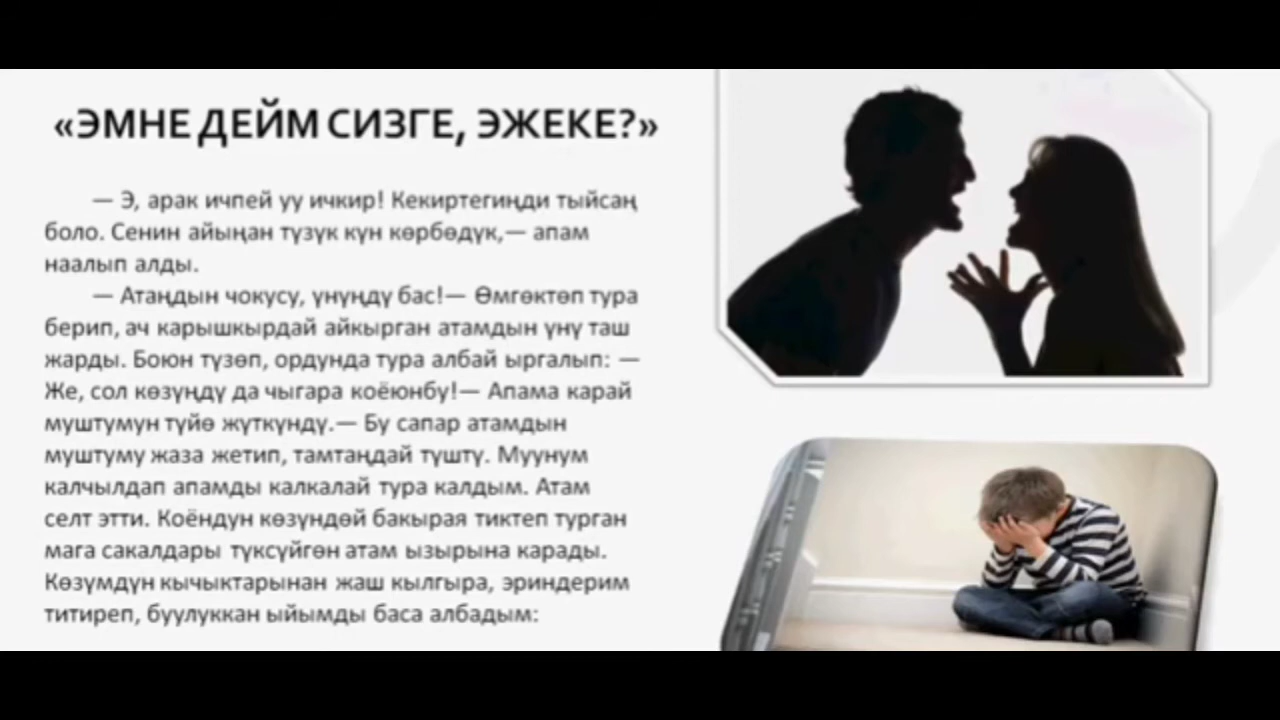 «ЭМНЕ ДЕЙМ СИЗГЕ, ЭЖЕКЕ?»
— Э, арак ичпей уу ичкир! Кекиртегиңди тыйсаң
боло. Сенин айыңан түзүк күн көрбөдүк,— апам
наалып алды.
— Атаңдын чокусу, үнүңдү бас!— Өмгөктөп тура
берип, ач карышкырдай айкырган атамдын үнү таш
жарды. Боюн түзөп, ордунда тура албай ыргалып: —
Же, сол көзүңдү да чыгара коёюнбу!— Апама карай
муштумун түйө жүткүндү.— Бу сапар атамдын
муштуму жаза жетип, тамтаңдай түштү. Муунум
калчылдап апамды калкалай тура калдым. Атам
селт этти. Коёндун көзүндөй бакырая тиктеп турган
мага сакалдары түксүйгөн атам ызырына карады.
Көзүмдүн кычыктарынан жаш кылгыра, эриндерим
титиреп, буулуккан ыйымды баса албадым: